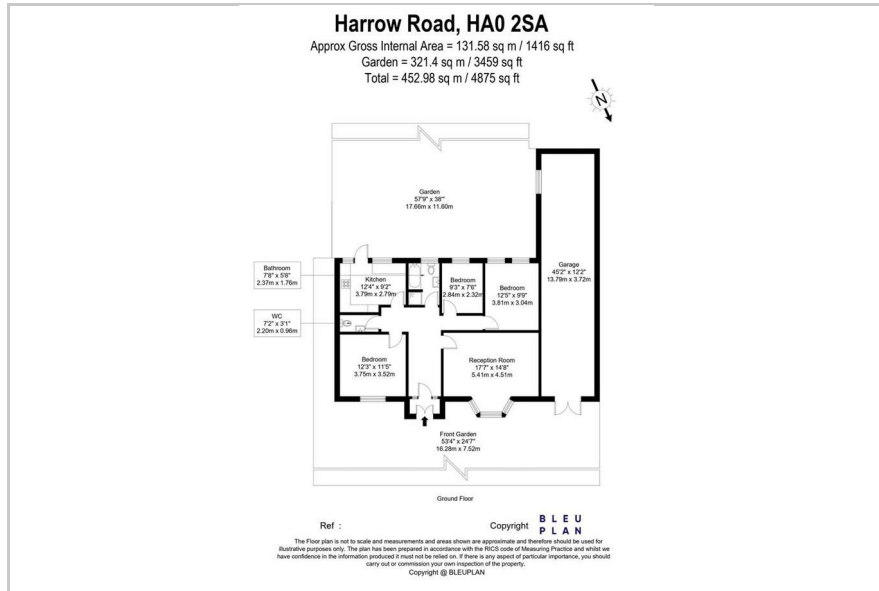 Harrow Road, HA0 2SA
Approx Gross Internal Area = 131.58 sq m / 1416 sq ft
Garden = 321.4 sq m / 3459 sq ft
Total = 452.98 sq m / 4875 sq ft
N
Garden
57'9" x 38'"
17.66m x 11.60m
Bathroom
7'8" x 5'8"
2.37m x 1.76m
Kitchen
12'4" x 9'2"
3.79m x 2.79m
Bedroom
9'3" x 7'6"
2.84m x 2.32m
Bedroom
12'5" x 9'9"
3.81m x 3.04m
Garage
45'2" x 12'2"
13.79m x 3.72m
WC
7'2" x 3'1"
2.20m x 0.96m
Bedroom
12'3" x 11'5"
3.75m x 3.52m
Reception Room
17'7" x 14'8"
5.41m x 4.51m
Front Garden
53'4" x 24'7"
16.28m x 7.52m
Ground Floor
Ref :
Copyright
BLEU
PLAN
The Floor plan is not to scale and measurements and areas shown are approximate and therefore should be used for
illustrative purposes only. The plan has been prepared in accordance with the RICS code of Measuring Practice and whilst we
have confidence in the information produced it must not be relied on. If there is any aspect of particular importance, you should
carry out or commission your own inspection of the property.
Copyright @ BLEUPLAN